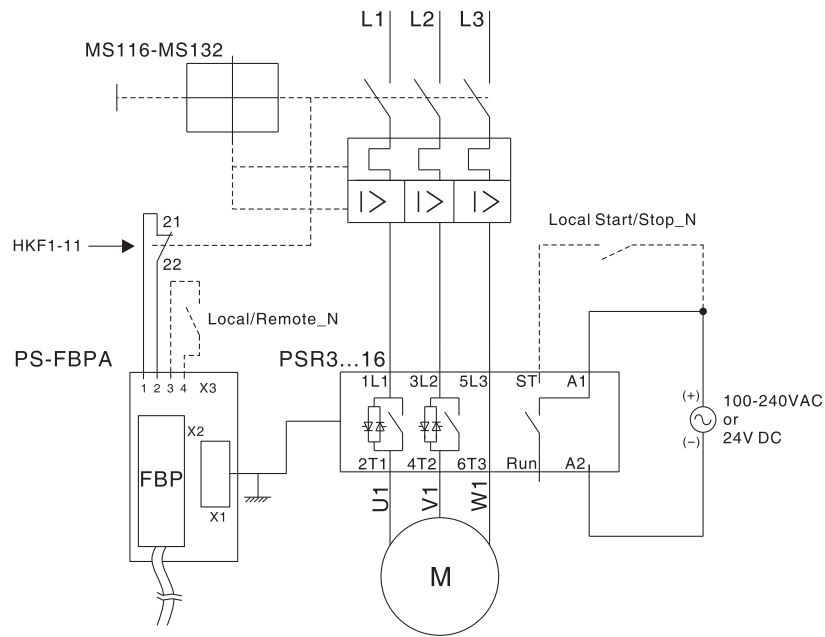 L1 L2 L3
MS116-MS132
I> I> I>
21
HKF1-11
22
Local Start/Stop_N
Local/Remote_N
PS-FBPA
PSR3...16
1 2 3 4 X3
1L1 3L2 5L3 ST A1
(+)
100-240VAC
or
24V DC
(−)
X2
FBP
X1
2T1 4T2 6T3 Run A2
U1 V1 W1
M